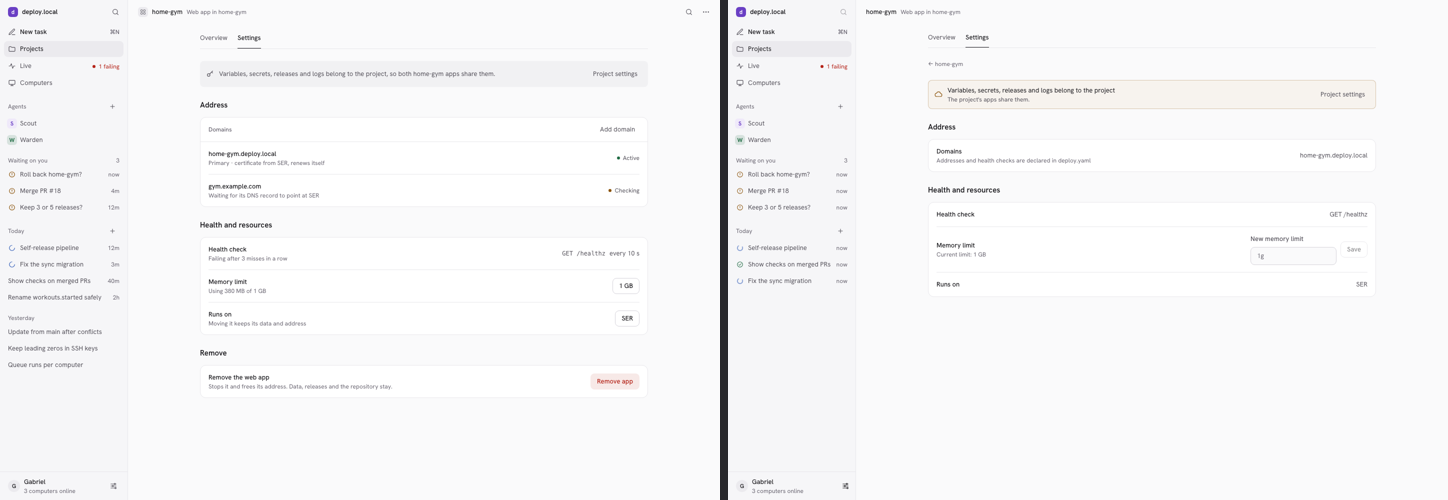 d deploy.local
New task ⌘N
Projects
Live 1 failing
Computers
Agents +
S Scout
W Warden
Waiting on you 3
Roll back home-gym? now
Merge PR #18 4m
Keep 3 or 5 releases? 12m
Today +
Self-release pipeline 12m
Fix the sync migration 3m
Show checks on merged PRs 40m
Rename workouts.started safely 2h
Yesterday
Update from main after conflicts
Keep leading zeros in SSH keys
Queue runs per computer
G Gabriel
3 computers online
home-gym Web app in home-gym
Overview Settings
Variables, secrets, releases and logs belong to the project, so both home-gym apps share them. Project settings
Address
Domains Add domain
home-gym.deploy.local
Primary · certificate from SER, renews itself
Active
gym.example.com
Waiting for its DNS record to point at SER
Checking
Health and resources
Health check
Failing after 3 misses in a row
GET /healthz every 10 s
Memory limit
Using 380 MB of 1 GB
1 GB
Runs on
Moving it keeps its data and address
SER
Remove
Remove the web app
Stops it and frees its address. Data, releases and the repository stay.
Remove app
d deploy.local
New task ⌘N
Projects
Live 1 failing
Computers
Agents +
S Scout
W Warden
Waiting on you 3
Roll back home-gym? now
Merge PR #18 now
Keep 3 or 5 releases? now
Today +
Self-release pipeline now
Show checks on merged PRs now
Fix the sync migration now
G Gabriel
3 computers online
home-gym Web app in home-gym
Overview Settings
← home-gym
Variables, secrets, releases and logs belong to the project
The project's apps share them.
Project settings
Address
Domains
Addresses and health checks are declared in deploy.yaml
home-gym.deploy.local
Health and resources
Health check GET /healthz
Memory limit
Current limit: 1 GB
New memory limit
1g
Save
Runs on SER